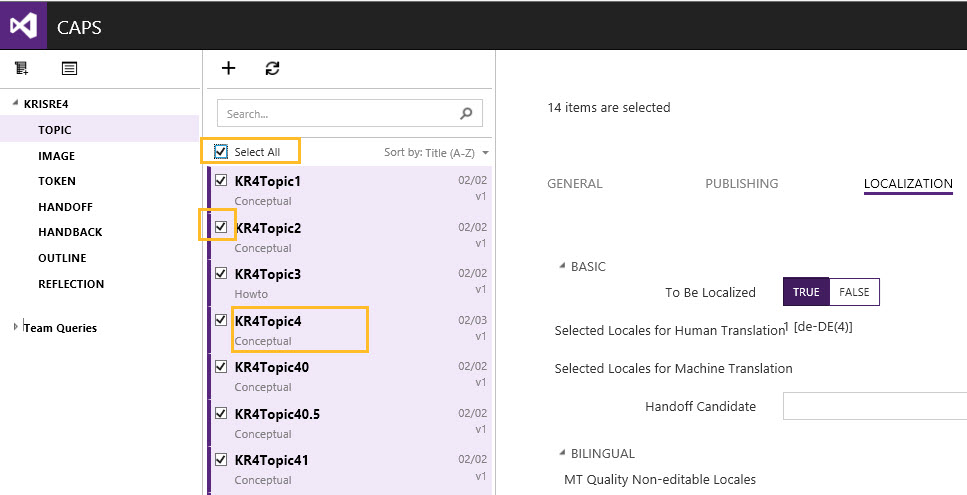 CAPS
KRISRE4
TOPIC
IMAGE
TOKEN
HANDOFF
HANDBACK
OUTLINE
REFLECTION
Team Queries
Search...
Select All
Sort by: Title (A-Z)
KR4Topic1 02/02
Conceptual v1
KR4Topic2 02/02
Conceptual v1
KR4Topic3 02/02
Howto v1
KR4Topic4 02/03
Conceptual v1
KR4Topic40 02/02
Conceptual v1
KR4Topic40.5 02/02
Conceptual v1
KR4Topic41 02/02
Conceptual v1
14 items are selected
GENERAL PUBLISHING LOCALIZATION
BASIC
To Be Localized TRUE FALSE
Selected Locales for Human Translation 1 [de-DE(4)]
Selected Locales for Machine Translation
Handoff Candidate
BILINGUAL
MT Quality Non-editable Locales